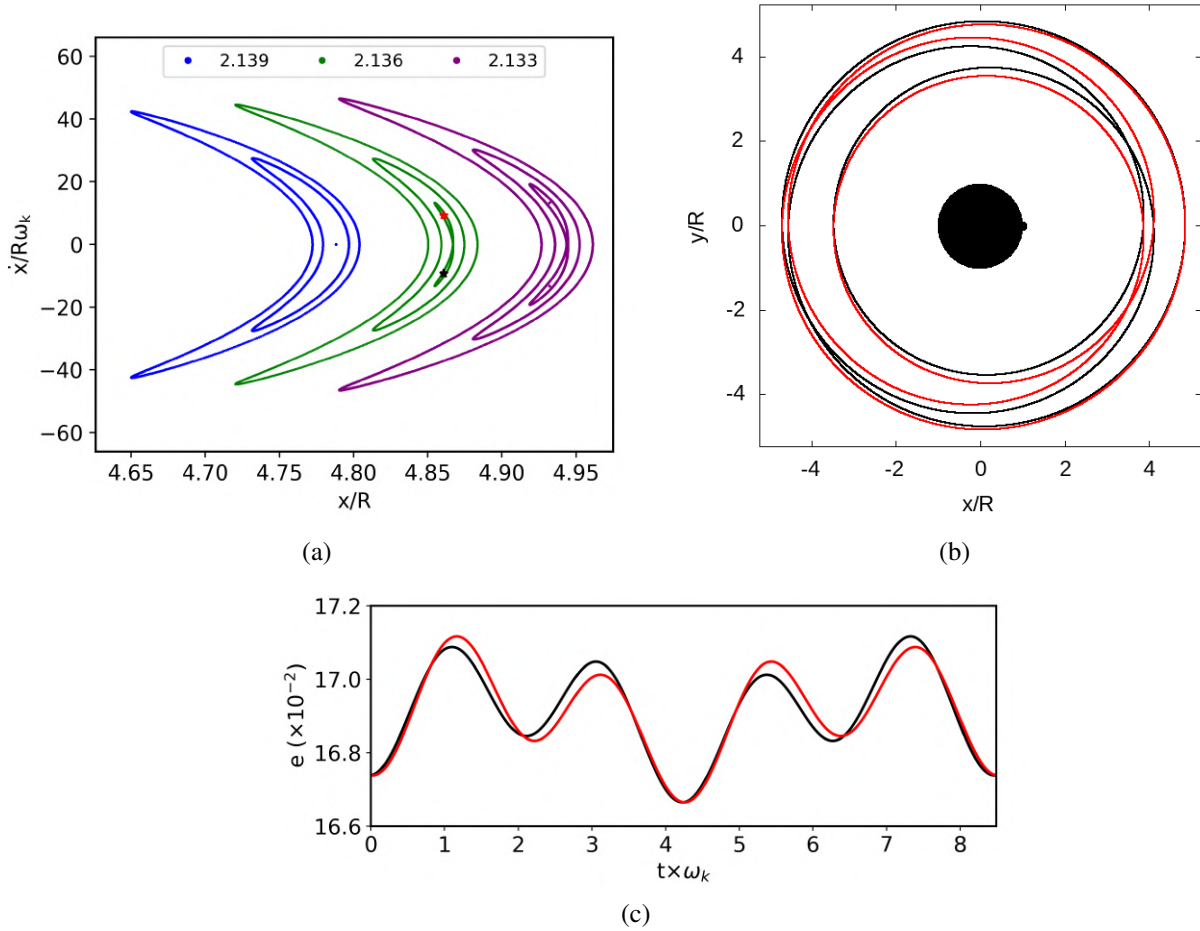 2.139 2.136 2.133
60
40
20
0
−20
−40
−60
ẋ/Rω_k
4.65 4.70 4.75 4.80 4.85 4.90 4.95
x/R
(a)
4
2
0
-2
-4
y/R
-4 -2 0 2 4
x/R
(b)
17.2
17.0
16.8
16.6
e (×10⁻²)
0 1 2 3 4 5 6 7 8
t×ω_k
(c)